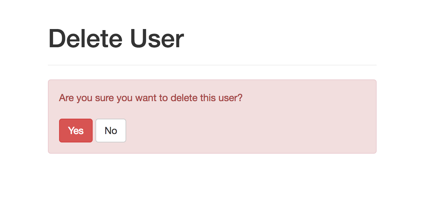 Delete User
Are you sure you want to delete this user?
Yes No